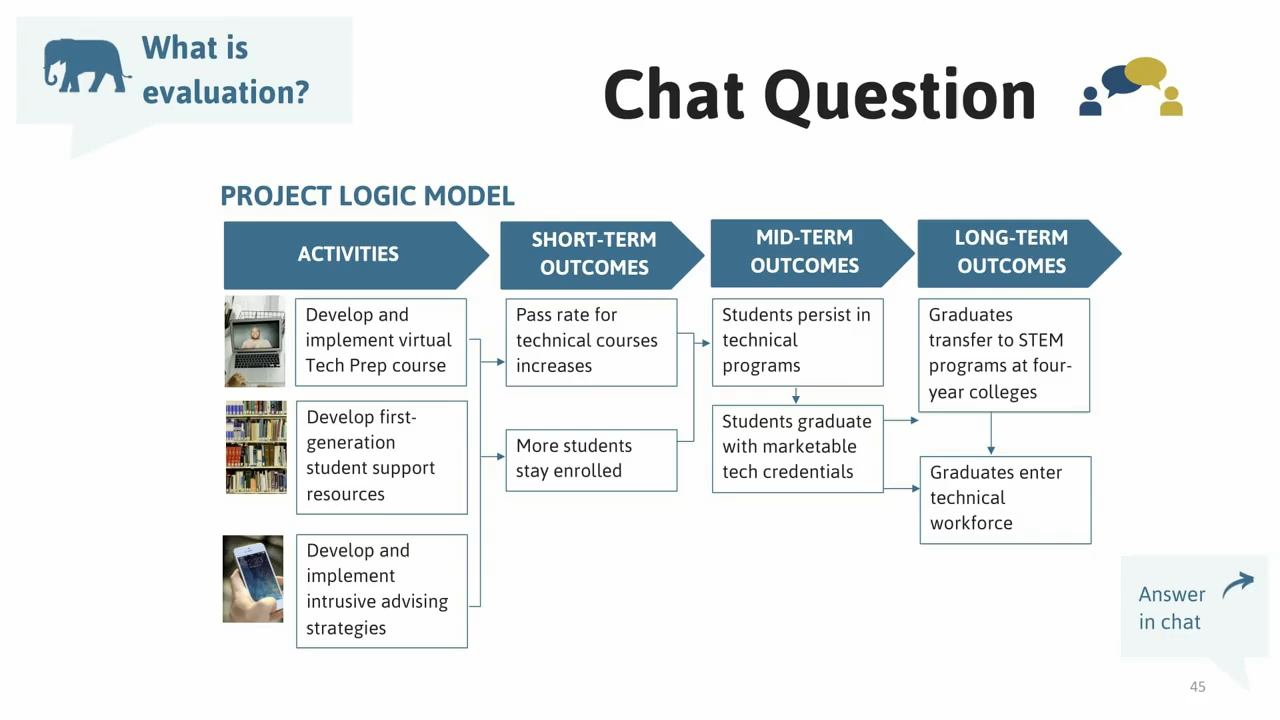 What is
evaluation?
Chat Question
PROJECT LOGIC MODEL
ACTIVITIES
SHORT-TERM
OUTCOMES
MID-TERM
OUTCOMES
LONG-TERM
OUTCOMES
Develop and
implement virtual
Tech Prep course
Develop first-
generation
student support
resources
Develop and
implement
intrusive advising
strategies
Pass rate for
technical courses
increases
More students
stay enrolled
Students persist in
technical
programs
Students graduate
with marketable
tech credentials
Graduates
transfer to STEM
programs at four-
year colleges
Graduates enter
technical
workforce
Answer
in chat
45